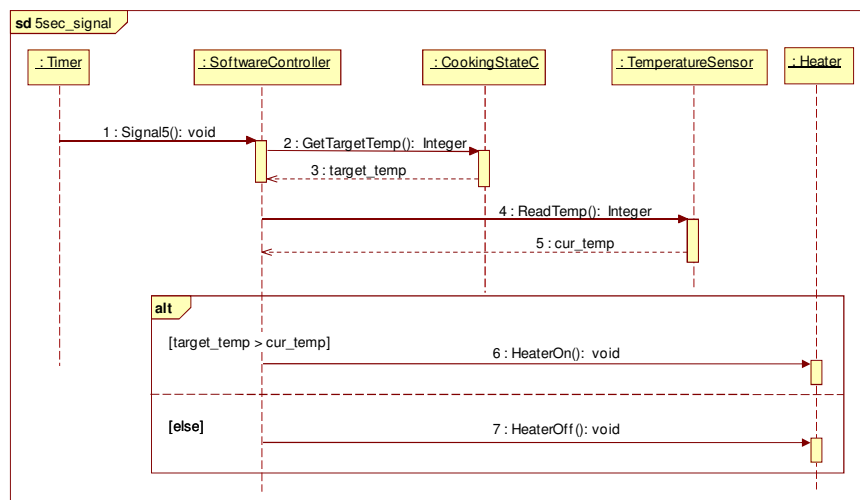 sd 5sec_signal
: Timer
: SoftwareController
: CookingStateC
: TemperatureSensor
: Heater
1 : Signal5(): void
2 : GetTargetTemp(): Integer
3 : target_temp
4 : ReadTemp(): Integer
5 : cur_temp
alt
[target_temp > cur_temp]
6 : HeaterOn(): void
[else]
7 : HeaterOff(): void